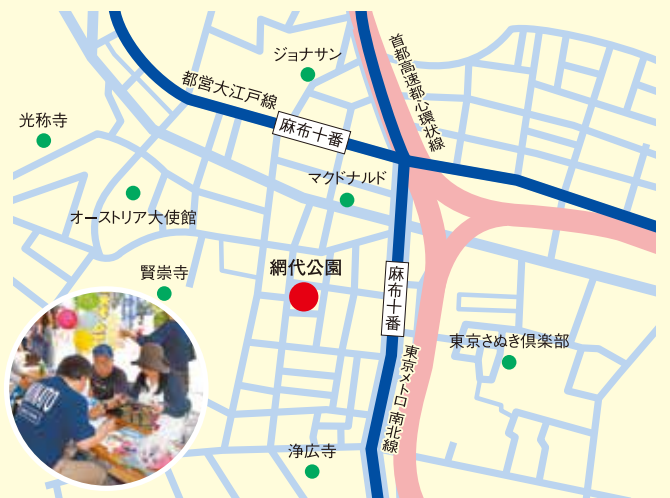 ジョナサン
首都高速都心環状線
都営大江戸線
麻布十番
光称寺
マクドナルド
オーストリア大使館
賢崇寺
網代公園
麻布十番
東京さぬき倶楽部
東京メトロ 南北線
浄広寺